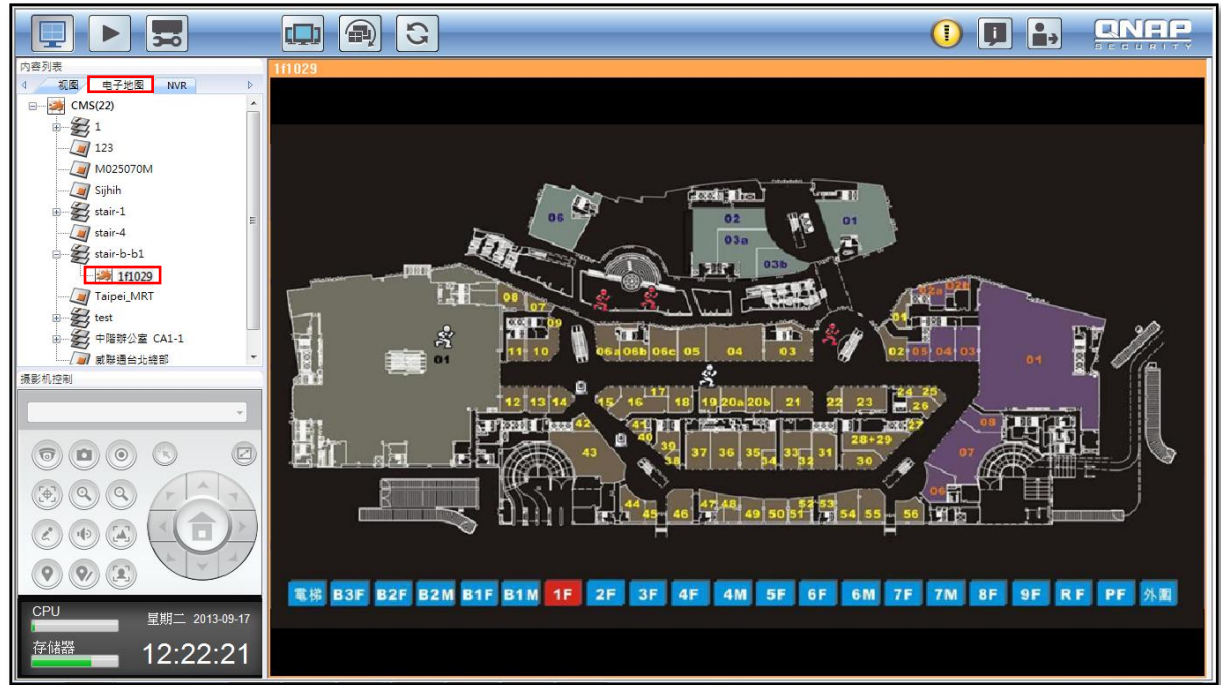 QNAP
SECURITY
内容列表
视图 电子地图 NVR
CMS(22)
1
123
M025070M
Sijhih
stair-1
stair-4
stair-b-b1
1f1029
Taipei_MRT
test
中階辦公室 CA1-1
威聯通台北總部
摄影机控制
CPU
星期二 2013-09-17
存储器
12:22:21
1f1029
06 02 01
03a
03b
08 07 09
02a 02b
01
01 11 10 06a 06b 06c 05 04 03 02 05 04 03 01
12 13 14 15 16 17 18 19 20a 20b 21 22 23 24 25 26
42 41 40 27 08
43 39 38 37 36 35 34 33 32 31 28+29 30 07
06
44 45 46 47 48 49 50 51 52 53 54 55 56
電梯 B3F B2F B2M B1F B1M 1F 2F 3F 4F 4M 5F 6F 6M 7F 7M 8F 9F RF PF 外圍